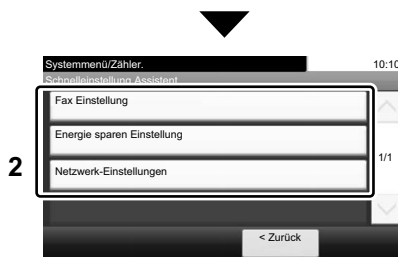 Systemmenü/Zähler. 10:10
Schnelleinstellung Assistent
Fax Einstellung
Energie sparen Einstellung
1/1
2
Netzwerk-Einstellungen
< Zurück